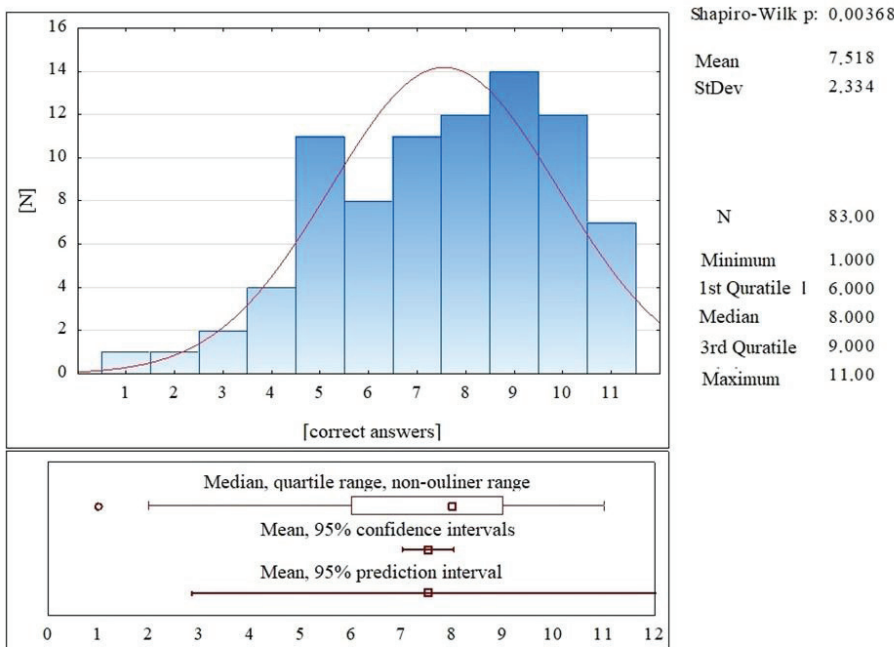 16
14
12
10
8
6
4
2
0
[N]
1 2 3 4 5 6 7 8 9 10 11
[correct answers]
Shapiro-Wilk p: 0,00368
Mean 7,518
StDev 2,334
N 83,00
Minimum 1,000
1st Quratile l 6,000
Median 8,000
3rd Quratile 9,000
Maximum 11,00
Median, quartile range, non-ouliner range
Mean, 95% confidence intervals
Mean, 95% prediction interval
0 1 2 3 4 5 6 7 8 9 10 11 12